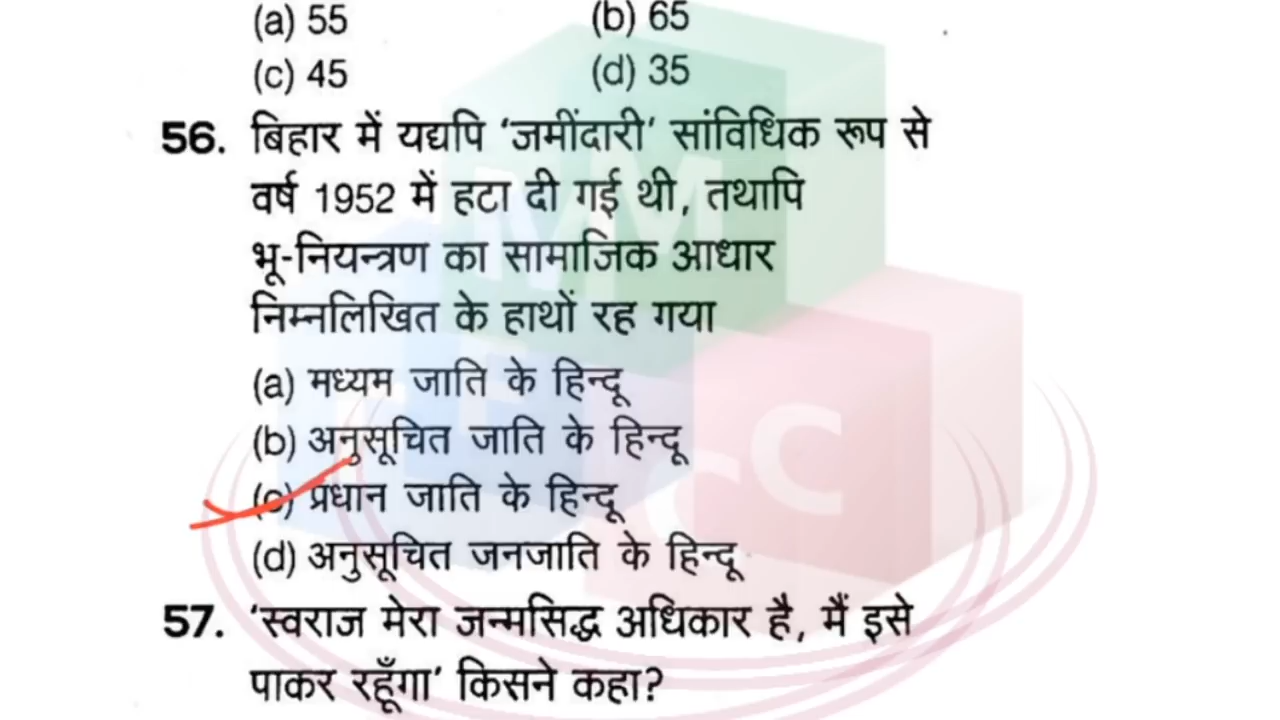 (a) 55 (b) 65
(c) 45 (d) 35
56. बिहार में यद्यपि 'जमींदारी' सांविधिक रूप से
वर्ष 1952 में हटा दी गई थी, तथापि
भू-नियन्त्रण का सामाजिक आधार
निम्नलिखित के हाथों रह गया
(a) मध्यम जाति के हिन्दू
(b) अनुसूचित जाति के हिन्दू
(c) प्रधान जाति के हिन्दू
(d) अनुसूचित जनजाति के हिन्दू
57. 'स्वराज मेरा जन्मसिद्ध अधिकार है, मैं इसे
पाकर रहूँगा' किसने कहा?